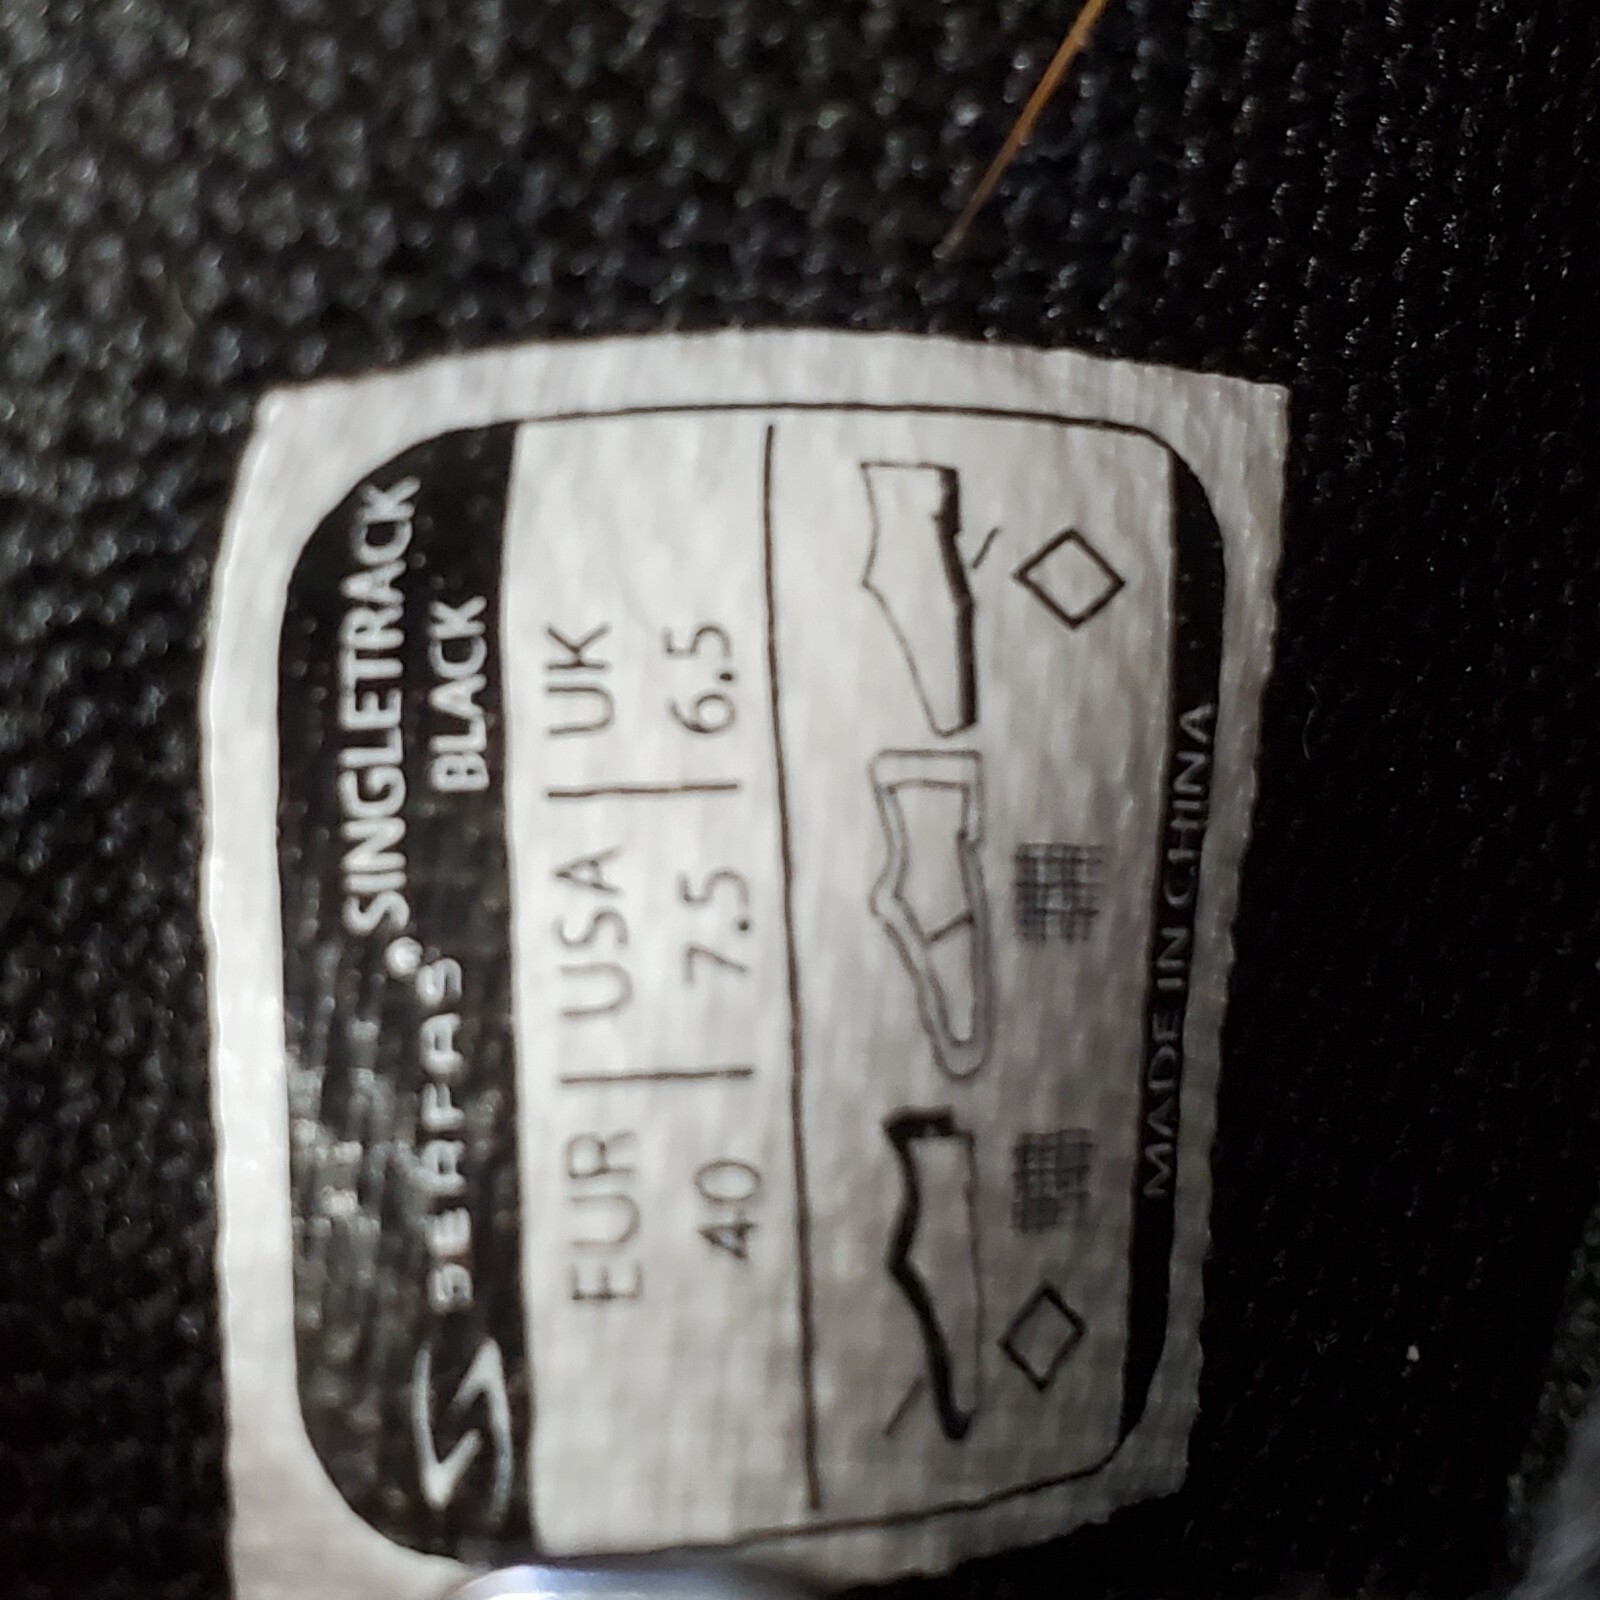 SERFAS® SINGLETRACK
BLACK
EUR | USA | UK
40 | 7.5 | 6.5
MADE IN CHINA